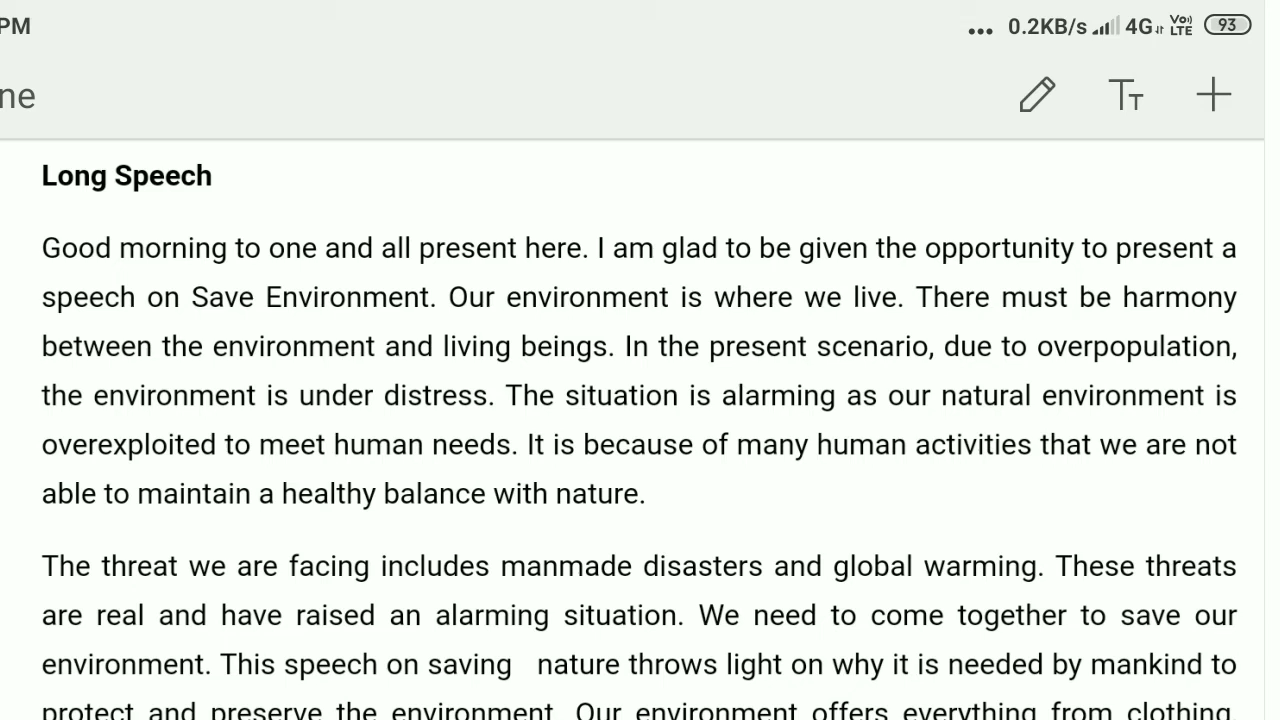 PM
... 0.2KB/s 4G Vo) LTE 93
ne
Long Speech
Good morning to one and all present here. I am glad to be given the opportunity to present a
speech on Save Environment. Our environment is where we live. There must be harmony
between the environment and living beings. In the present scenario, due to overpopulation,
the environment is under distress. The situation is alarming as our natural environment is
overexploited to meet human needs. It is because of many human activities that we are not
able to maintain a healthy balance with nature.
The threat we are facing includes manmade disasters and global warming. These threats
are real and have raised an alarming situation. We need to come together to save our
environment. This speech on saving nature throws light on why it is needed by mankind to
protect and preserve the environment. Our environment offers everything from clothing,